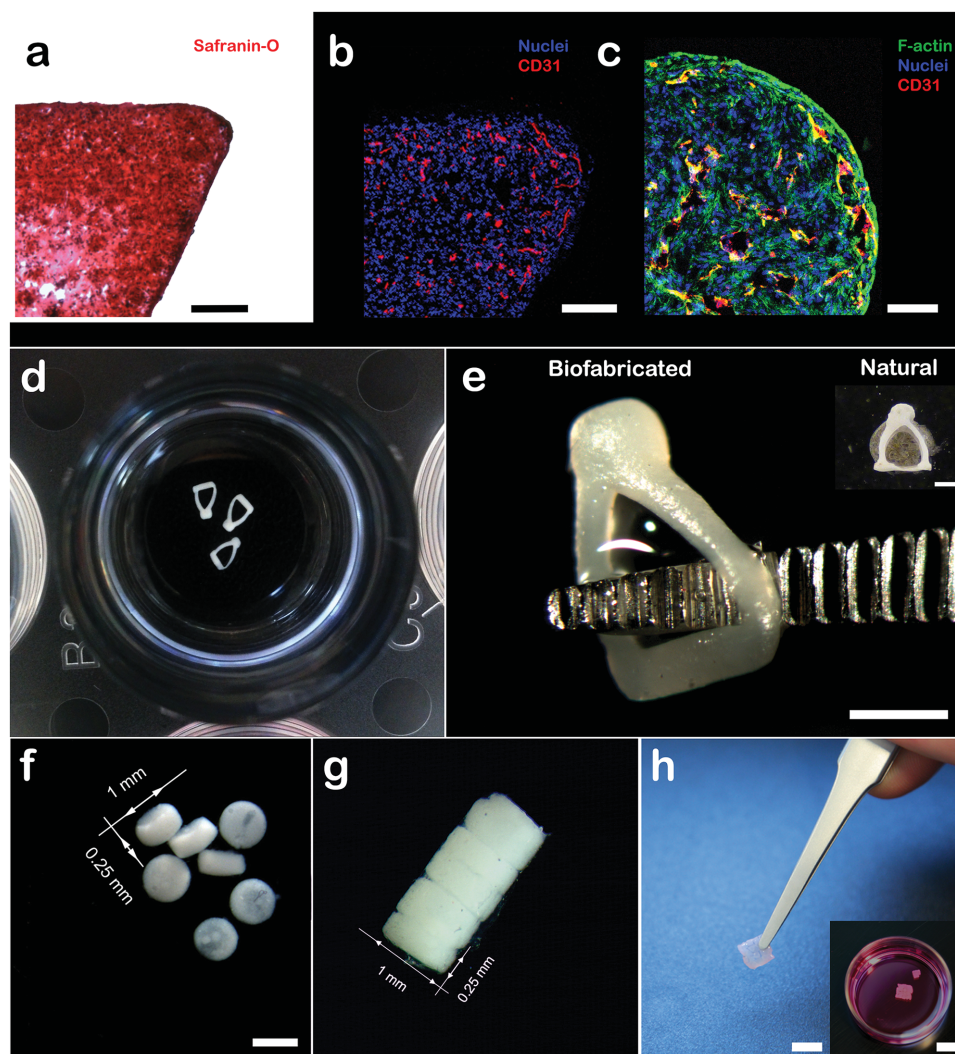 a
Safranin-O
b
Nuclei
CD31
c
F-actin
Nuclei
CD31
d
e
Biofabricated
Natural
f
1 mm
0.25 mm
g
1 mm
0.25 mm
h